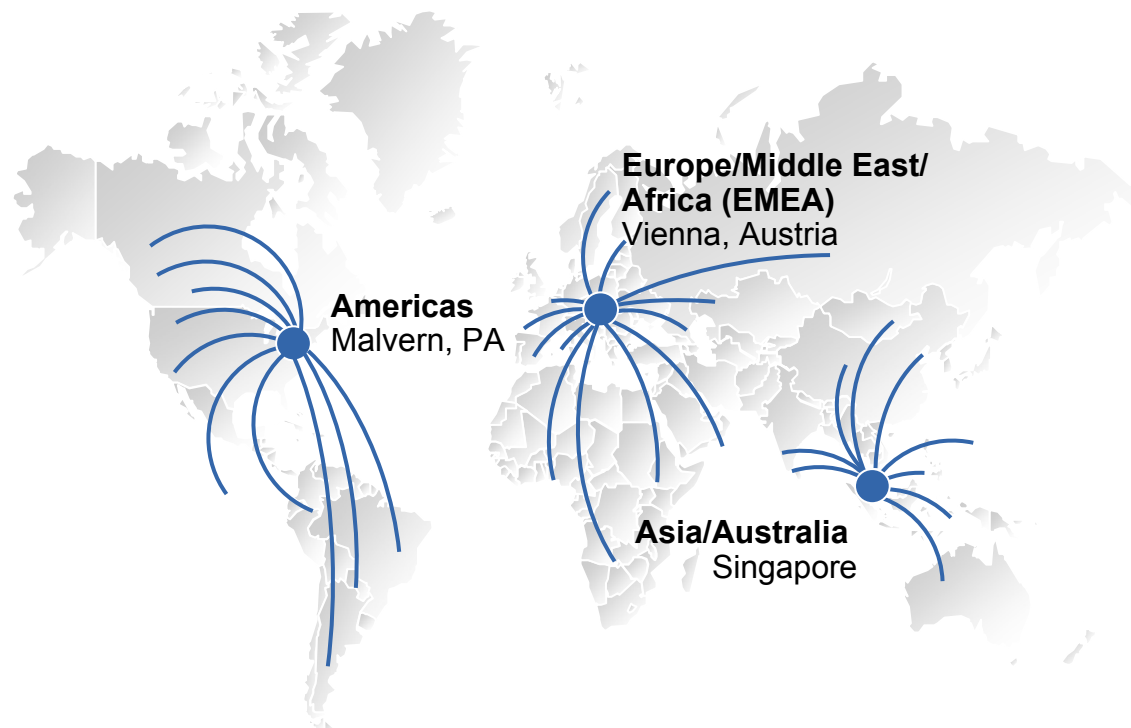 Europe/Middle East/
Africa (EMEA)
Vienna, Austria
Americas
Malvern, PA
Asia/Australia
Singapore